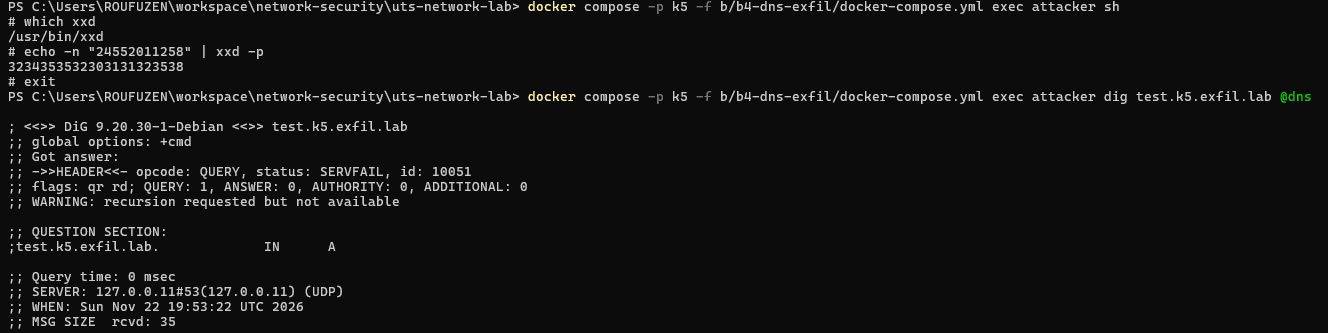 PS C:\Users\ROUFUZEN\workspace\network-security\uts-network-lab> docker compose -p k5 -f b/b4-dns-exfil/docker-compose.yml exec attacker sh
# which xxd
/usr/bin/xxd
# echo -n "24552011258" | xxd -p
3234353532303131323538
# exit
PS C:\Users\ROUFUZEN\workspace\network-security\uts-network-lab> docker compose -p k5 -f b/b4-dns-exfil/docker-compose.yml exec attacker dig test.k5.exfil.lab @dns
; <<>> DiG 9.20.30-1-Debian <<>> test.k5.exfil.lab
;; global options: +cmd
;; Got answer:
;; ->>HEADER<<- opcode: QUERY, status: SERVFAIL, id: 10051
;; flags: qr rd; QUERY: 1, ANSWER: 0, AUTHORITY: 0, ADDITIONAL: 0
;; WARNING: recursion requested but not available
;; QUESTION SECTION:
;test.k5.exfil.lab. IN A
;; Query time: 0 msec
;; SERVER: 127.0.0.11#53(127.0.0.11) (UDP)
;; WHEN: Sun Nov 22 19:53:22 UTC 2026
;; MSG SIZE rcvd: 35